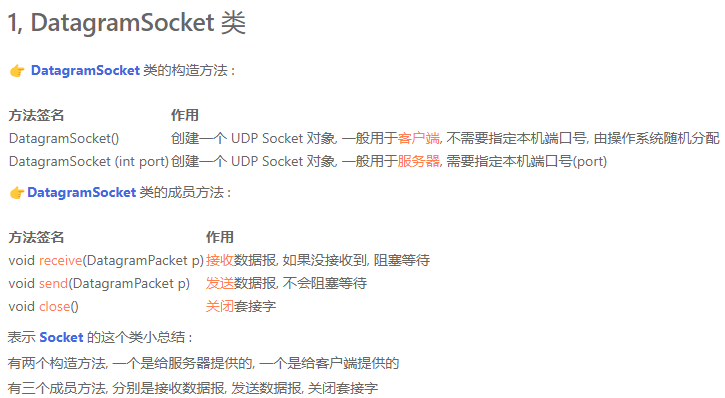 1, DatagramSocket 类
👉 DatagramSocket 类的构造方法 :
方法签名 作用
DatagramSocket() 创建一个 UDP Socket 对象, 一般用于客户端, 不需要指定本机端口号, 由操作系统随机分配
DatagramSocket (int port) 创建一个 UDP Socket 对象, 一般用于服务器, 需要指定本机端口号(port)
👉DatagramSocket 类的成员方法 :
方法签名 作用
void receive(DatagramPacket p) 接收数据报, 如果没接收到, 阻塞等待
void send(DatagramPacket p) 发送数据报, 不会阻塞等待
void close() 关闭套接字
表示 Socket 的这个类小总结 :
有两个构造方法, 一个是给服务器提供的, 一个是给客户端提供的
有三个成员方法, 分别是接收数据报, 发送数据报, 关闭套接字